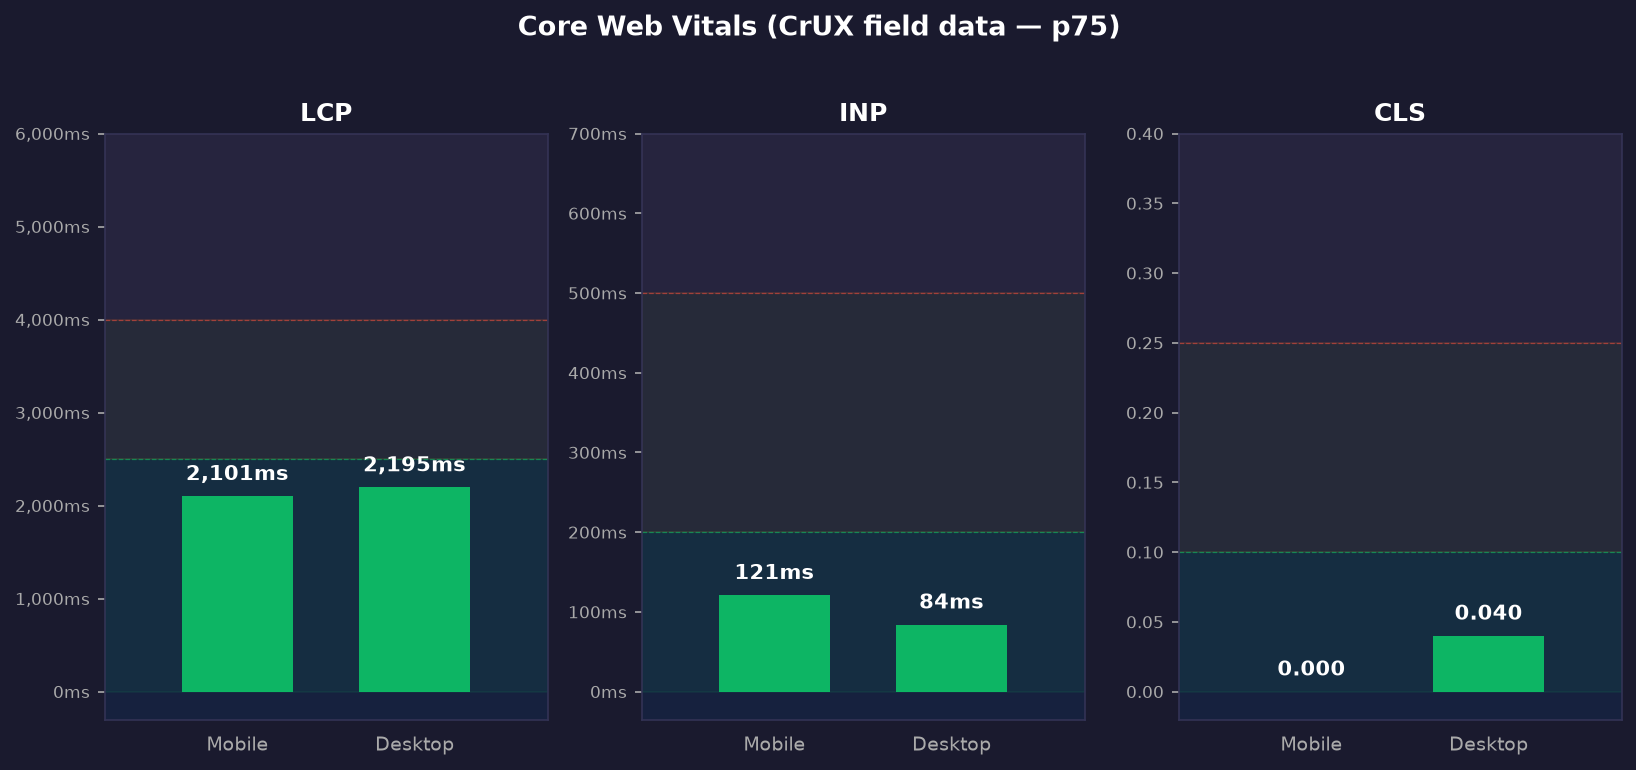 Core Web Vitals (CrUX field data — p75)
LCP
6,000ms
5,000ms
4,000ms
3,000ms
2,000ms
1,000ms
0ms
2,101ms
2,195ms
Mobile
Desktop
INP
700ms
600ms
500ms
400ms
300ms
200ms
100ms
0ms
121ms
84ms
Mobile
Desktop
CLS
0.40
0.35
0.30
0.25
0.20
0.15
0.10
0.05
0.00
0.000
0.040
Mobile
Desktop